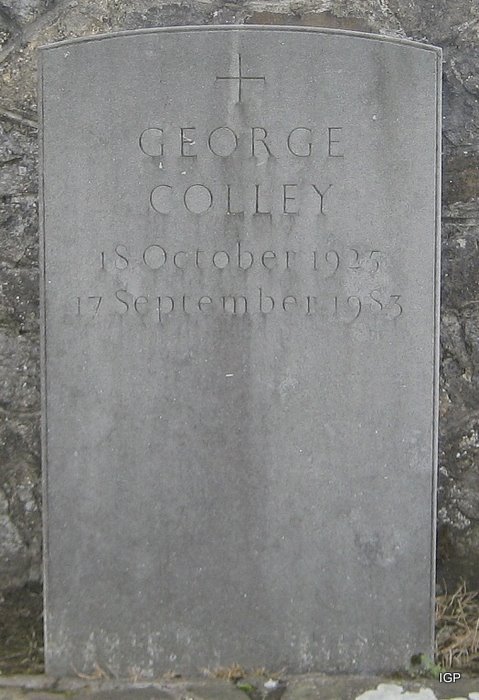 GEORGE
COLLEY
18 October 1925
17 September 1983
IGP